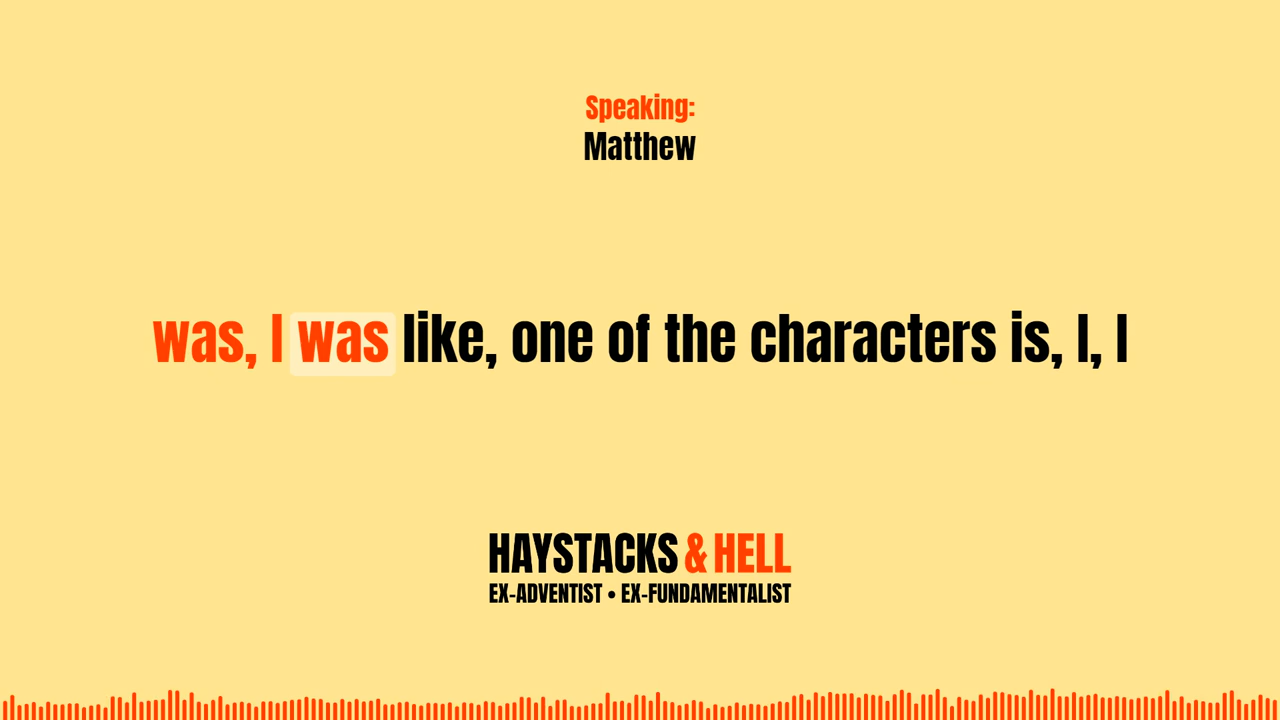 Speaking:
Matthew
was, I was like, one of the characters is, I, I
HAYSTACKS & HELL
EX-ADVENTIST • EX-FUNDAMENTALIST